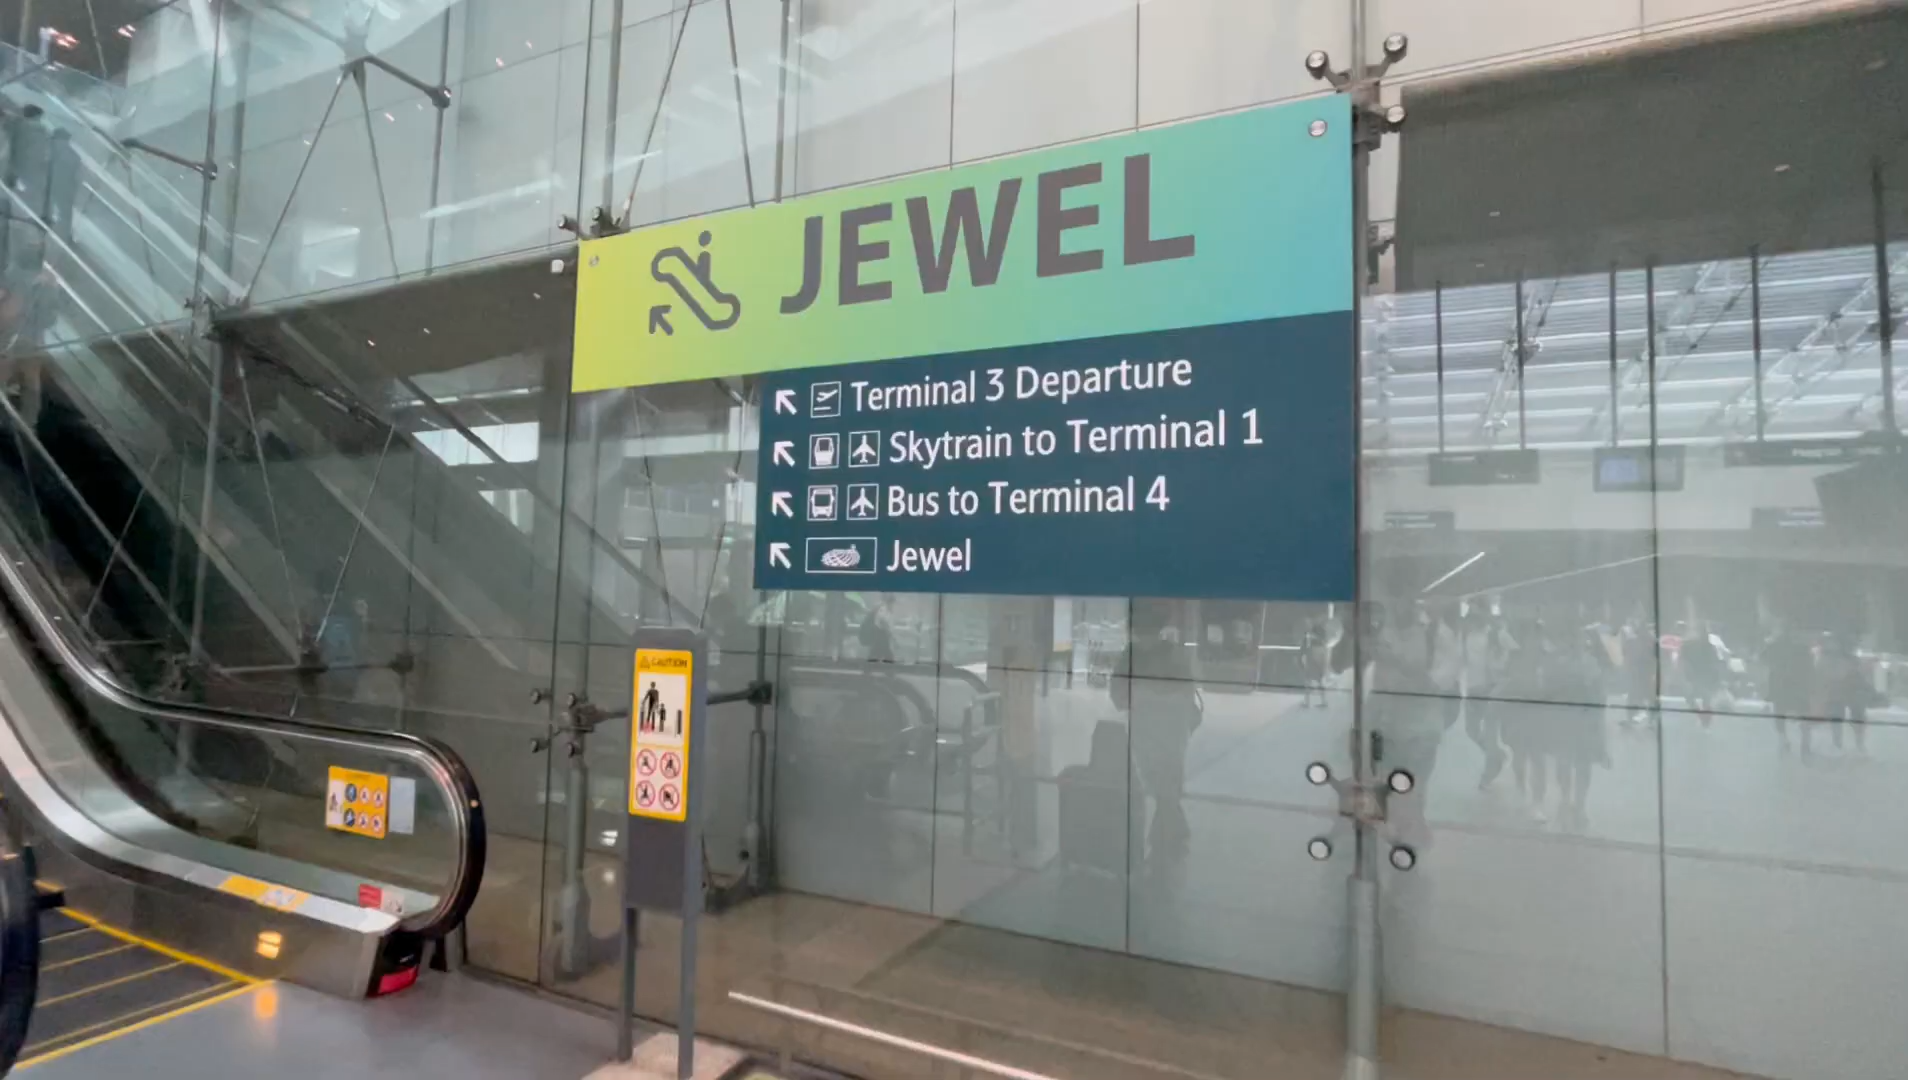 JEWEL
Terminal 3 Departure
Skytrain to Terminal 1
Bus to Terminal 4
Jewel
CAUTION